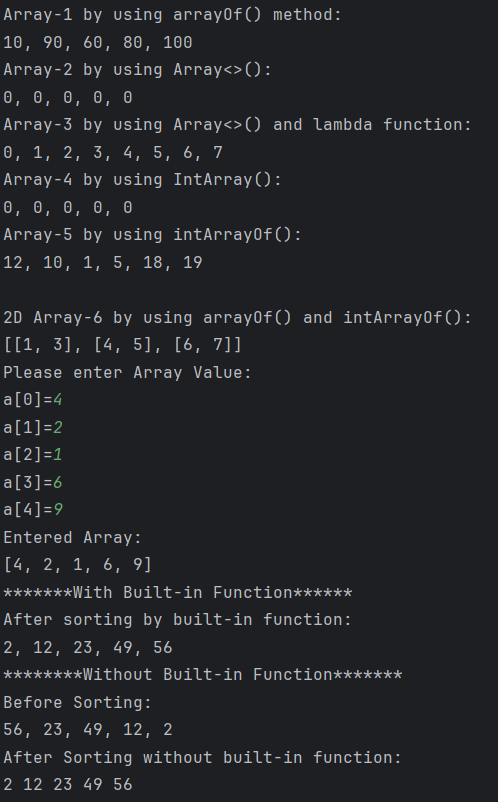 Array-1 by using arrayOf() method:
10, 90, 60, 80, 100
Array-2 by using Array<>():
0, 0, 0, 0, 0
Array-3 by using Array<>() and lambda function:
0, 1, 2, 3, 4, 5, 6, 7
Array-4 by using IntArray():
0, 0, 0, 0, 0
Array-5 by using intArrayOf():
12, 10, 1, 5, 18, 19
2D Array-6 by using arrayOf() and intArrayOf():
[[1, 3], [4, 5], [6, 7]]
Please enter Array Value:
a[0]=4
a[1]=2
a[2]=1
a[3]=6
a[4]=9
Entered Array:
[4, 2, 1, 6, 9]
*******With Built-in Function******
After sorting by built-in function:
2, 12, 23, 49, 56
********Without Built-in Function*******
Before Sorting:
56, 23, 49, 12, 2
After Sorting without built-in function:
2 12 23 49 56